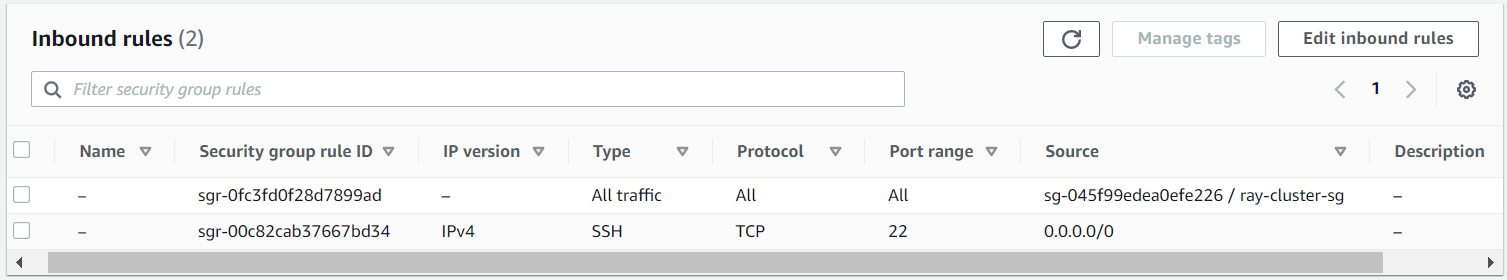 Inbound rules (2)
Manage tags
Edit inbound rules
Filter security group rules
1
Name Security group rule ID IP version Type Protocol Port range Source Description
– sgr-0fc3fd0f28d7899ad – All traffic All All sg-045f99edea0efe226 / ray-cluster-sg –
– sgr-00c82cab37667bd34 IPv4 SSH TCP 22 0.0.0.0/0 –